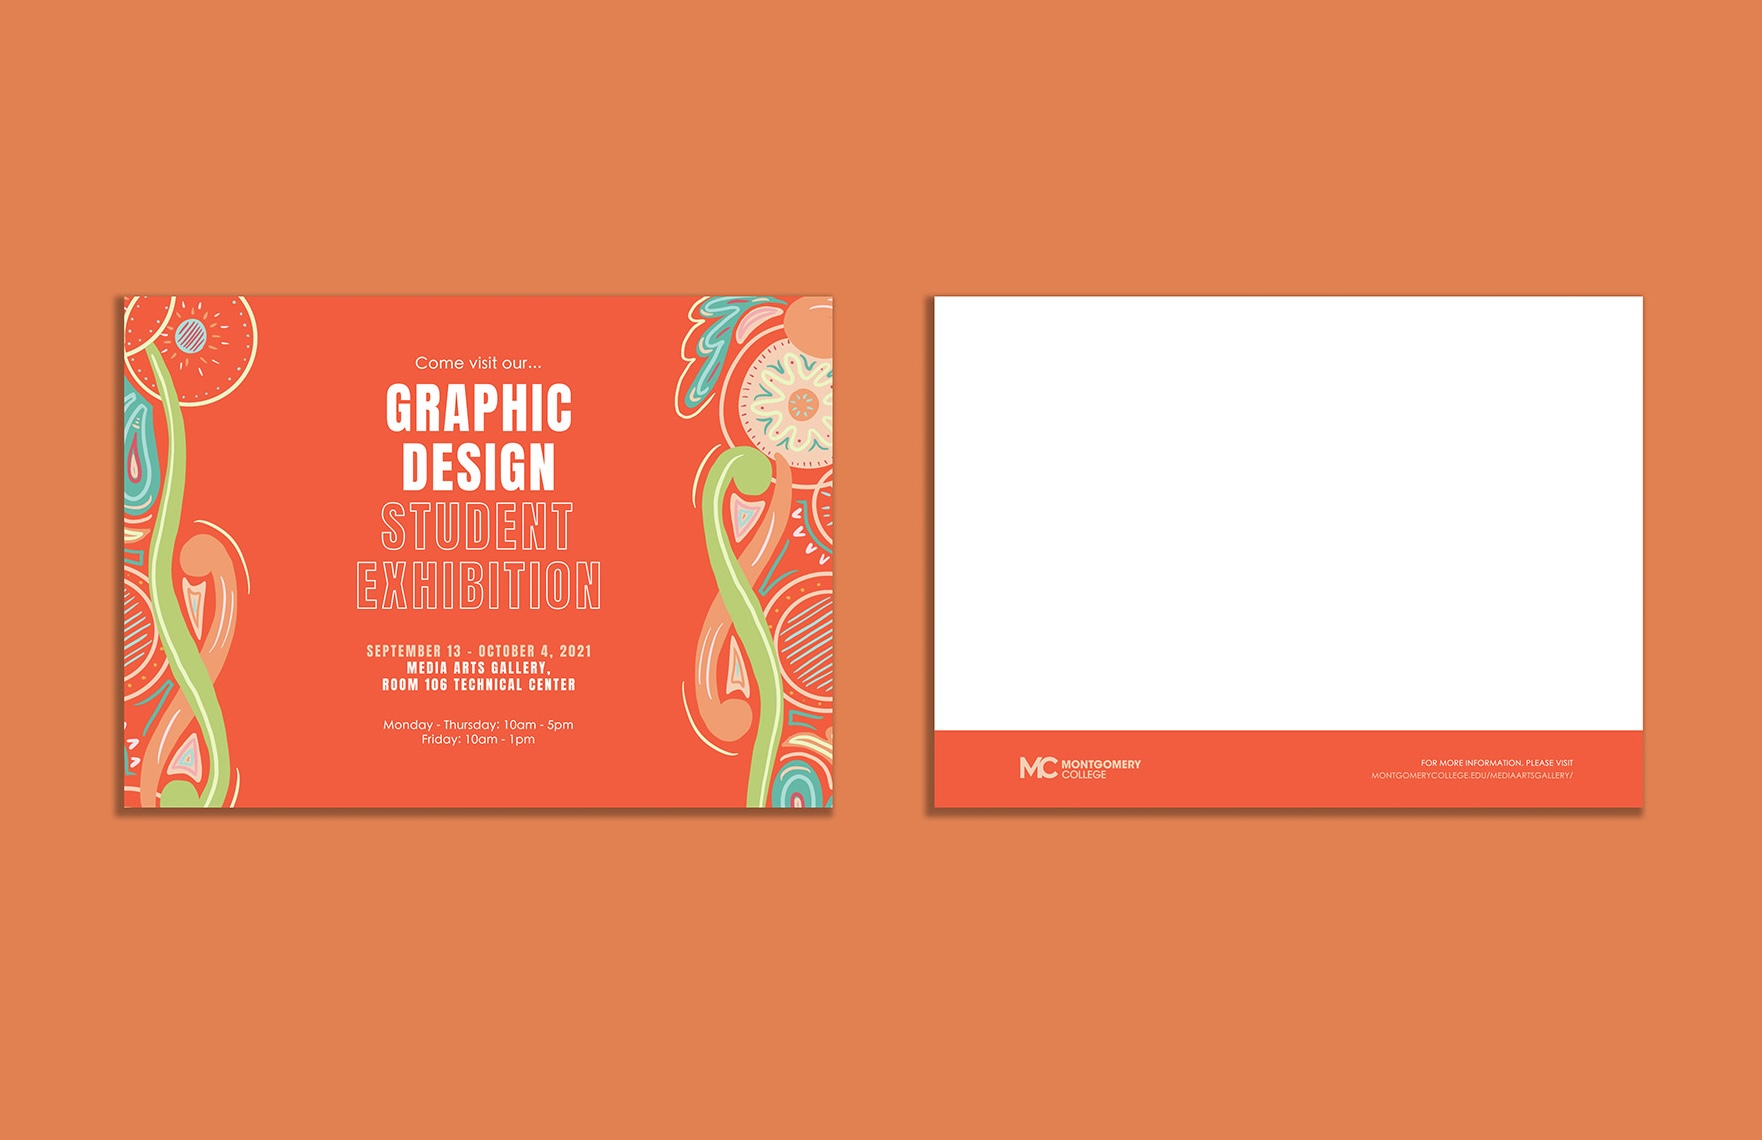 Come visit our...
GRAPHIC
DESIGN
STUDENT
EXHIBITION
SEPTEMBER 13 - OCTOBER 4, 2021
MEDIA ARTS GALLERY,
ROOM 106 TECHNICAL CENTER
Monday - Thursday: 10am - 5pm
Friday: 10am - 1pm
MC MONTGOMERY
COLLEGE
FOR MORE INFORMATION, PLEASE VISIT
MONTGOMERYCOLLEGE.EDU/MEDIAARTSGALLERY/